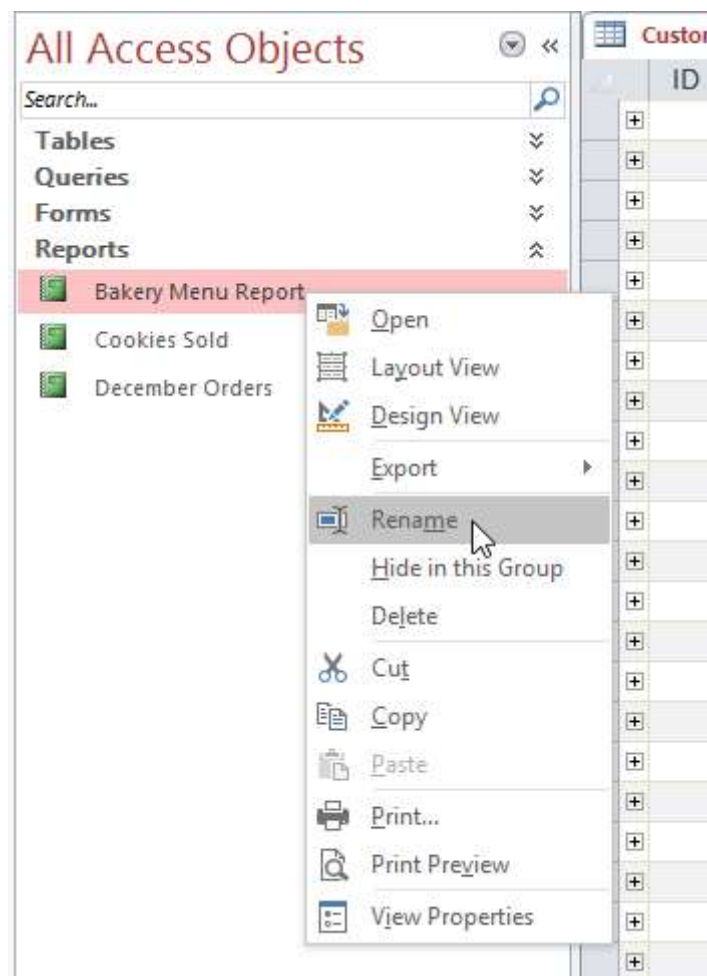 All Access Objects
Search...
Tables
Queries
Forms
Reports
Bakery Menu Report
Cookies Sold
December Orders
Open
Layout View
Design View
Export
Rename
Hide in this Group
Delete
Cut
Copy
Paste
Print...
Print Preview
View Properties
Custor
ID